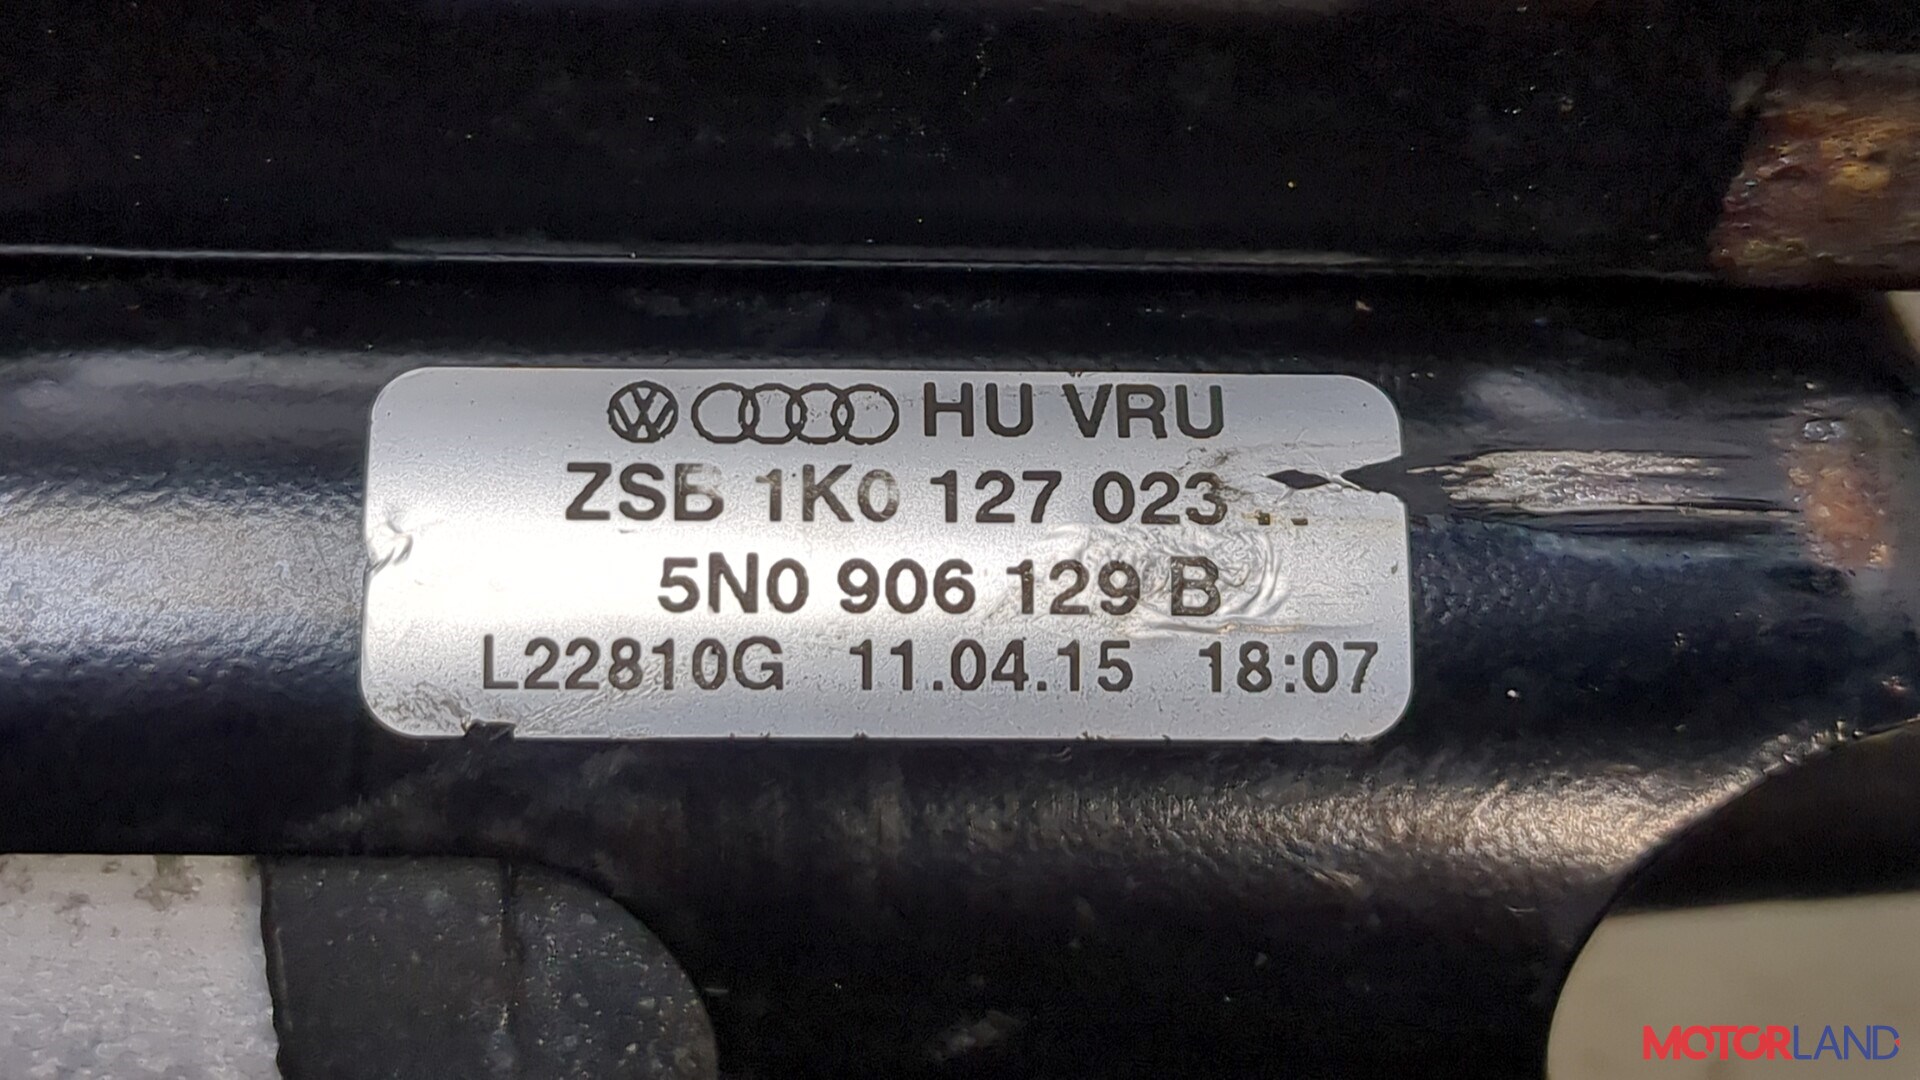 HU VRU
ZSB 1K0 127 023 ..
5N0 906 129 B
L22810G 11.04.15 18:07
MOTORLAND